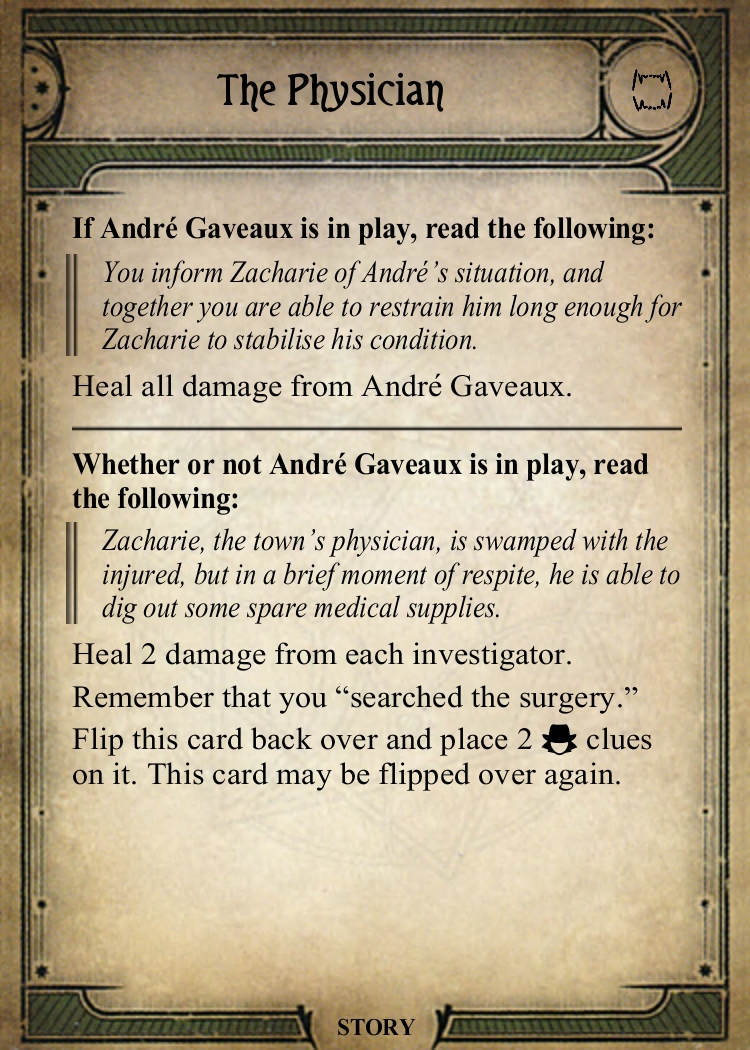 The Physician
If André Gaveaux is in play, read the following:
You inform Zacharie of André’s situation, and
together you are able to restrain him long enough for
Zacharie to stabilise his condition.
Heal all damage from André Gaveaux.
Whether or not André Gaveaux is in play, read
the following:
Zacharie, the town’s physician, is swamped with the
injured, but in a brief moment of respite, he is able to
dig out some spare medical supplies.
Heal 2 damage from each investigator.
Remember that you “searched the surgery.”
Flip this card back over and place 2 clues
on it. This card may be flipped over again.
STORY